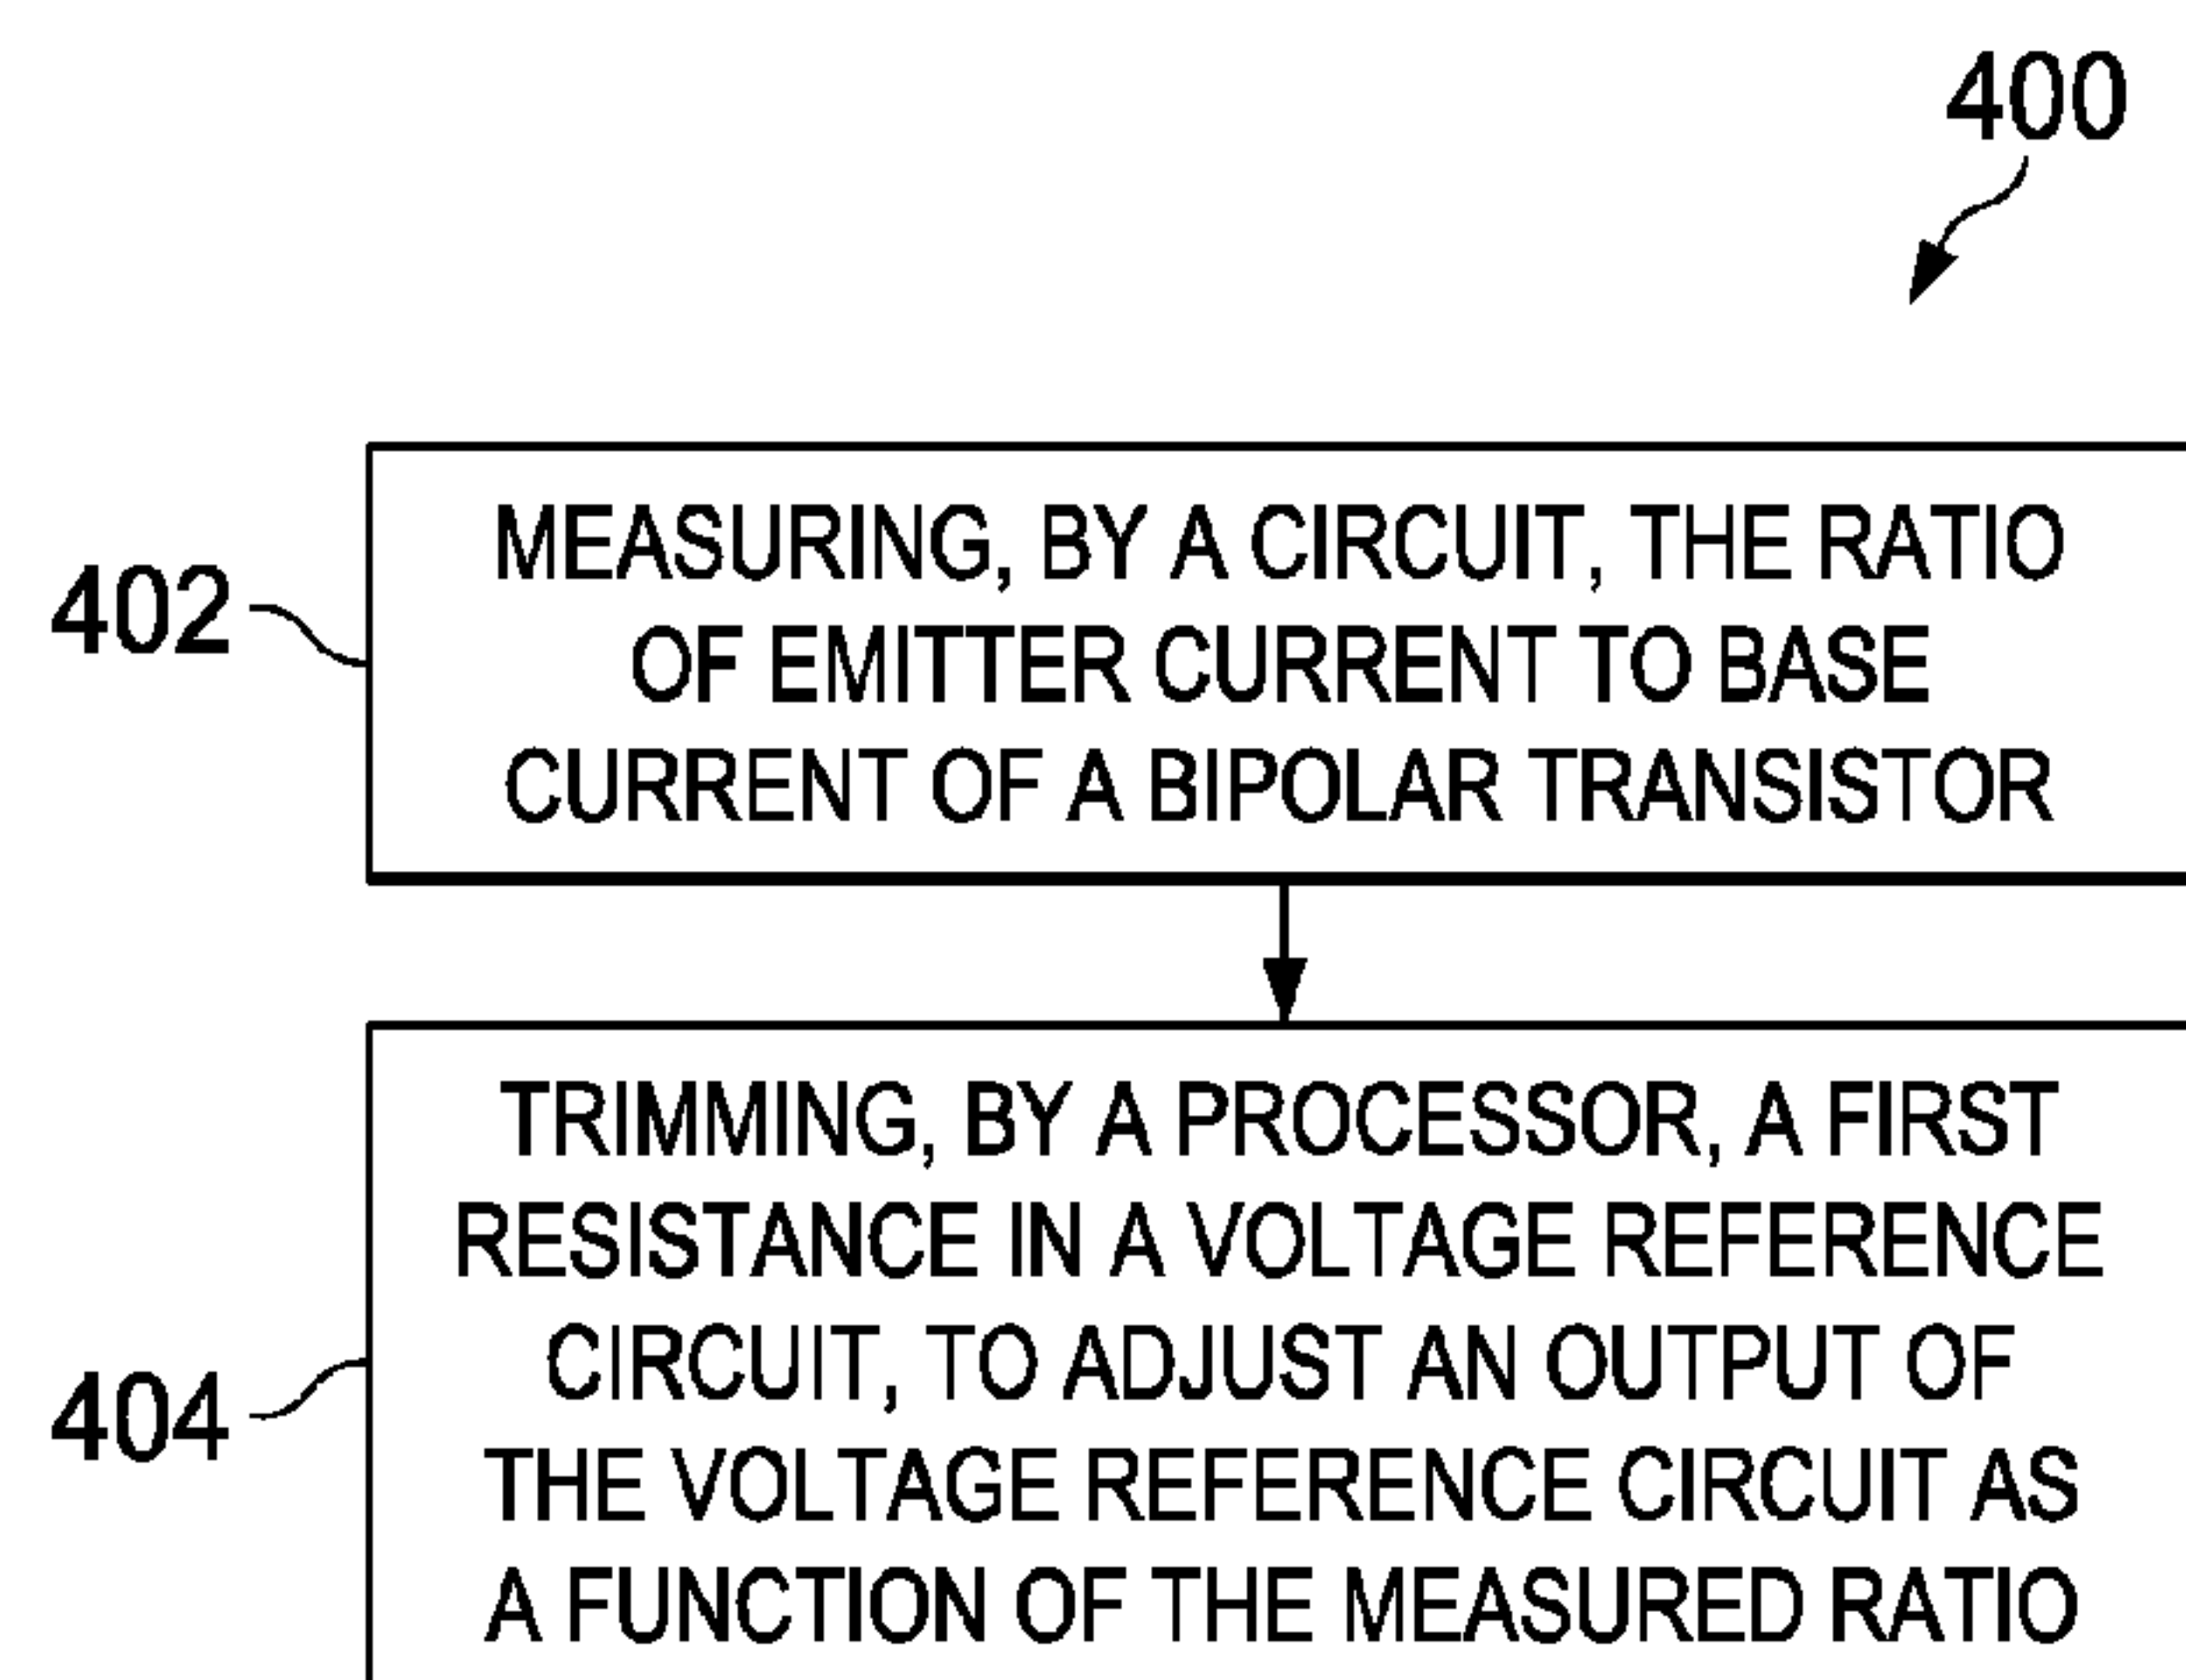 400
402
MEASURING, BY A CIRCUIT, THE RATIO
OF EMITTER CURRENT TO BASE
CURRENT OF A BIPOLAR TRANSISTOR
404
TRIMMING, BY A PROCESSOR, A FIRST
RESISTANCE IN A VOLTAGE REFERENCE
CIRCUIT, TO ADJUST AN OUTPUT OF
THE VOLTAGE REFERENCE CIRCUIT AS
A FUNCTION OF THE MEASURED RATIO